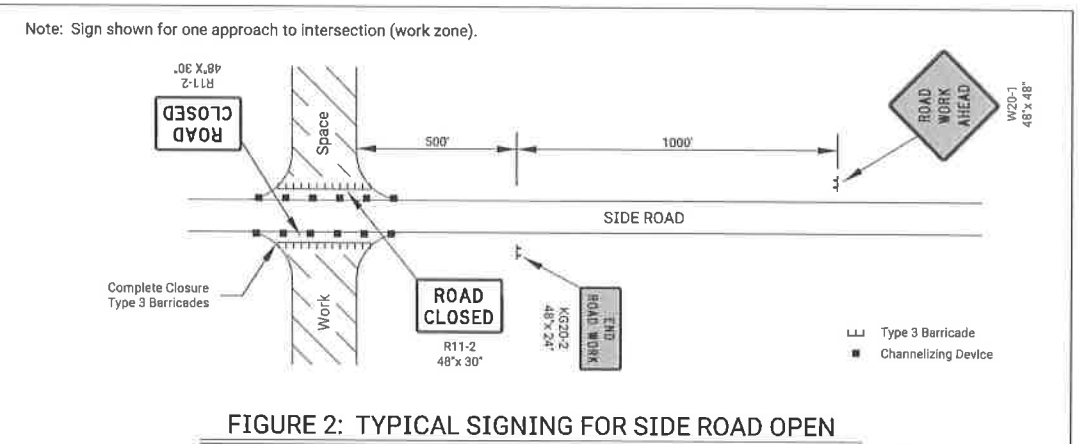 Note: Sign shown for one approach to intersection (work zone).
R11-2
48"X 30"
ROAD
CLOSED
Space
500'
1000'
ROAD
WORK
AHEAD
W20-1
48"x 48"
SIDE ROAD
Complete Closure
Type 3 Barricades
Work
ROAD
CLOSED
R11-2
48"x 30"
KG20-2
48"x 24"
END
ROAD WORK
Type 3 Barricade
Channelizing Device
FIGURE 2: TYPICAL SIGNING FOR SIDE ROAD OPEN